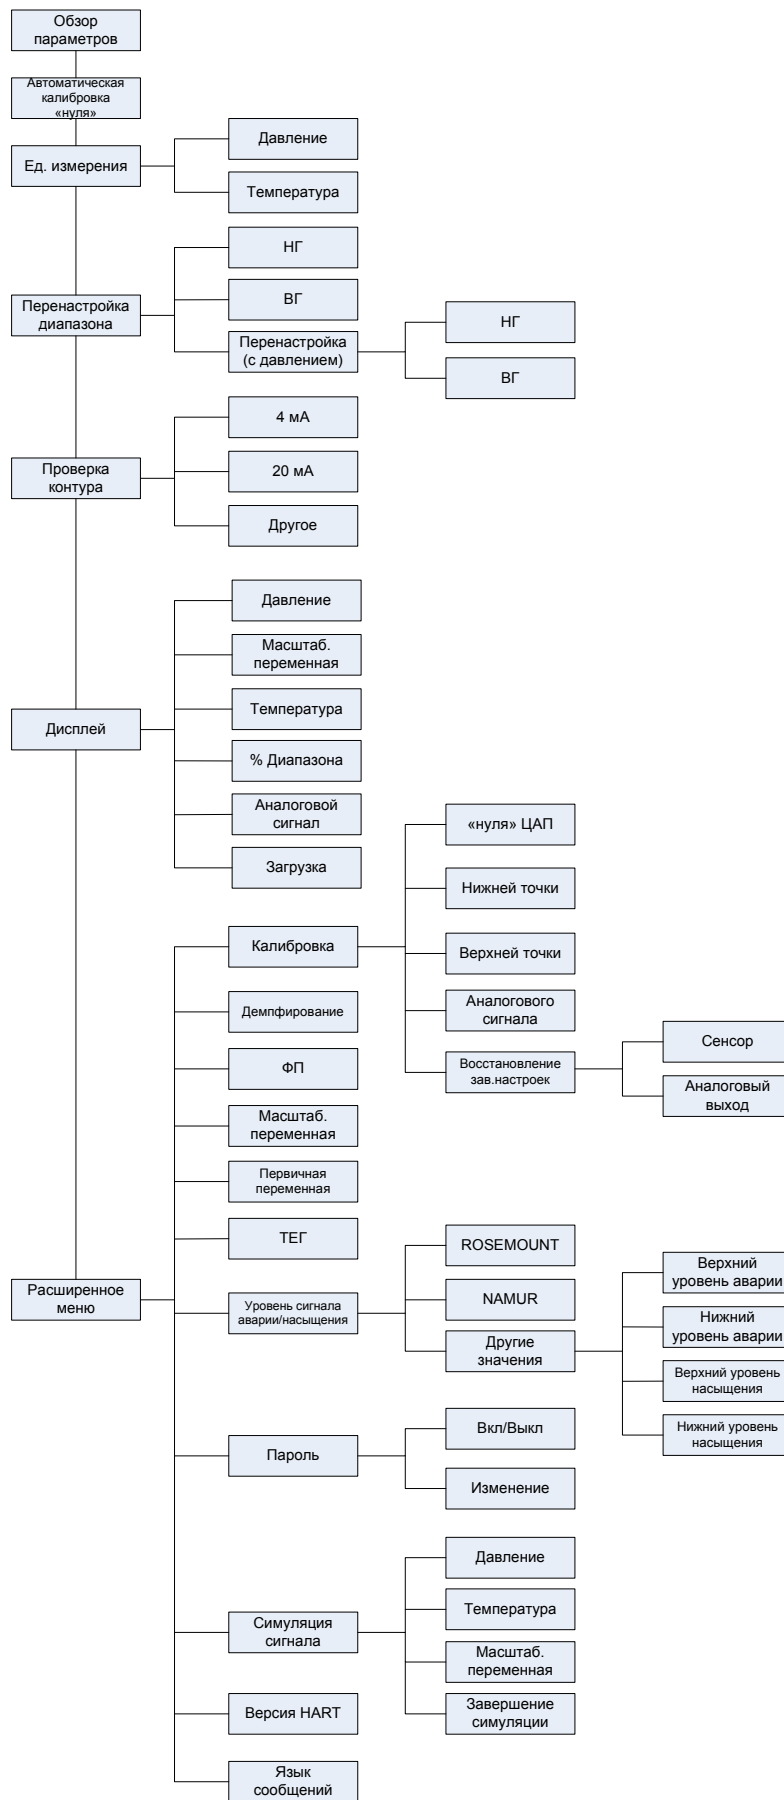 Обзор
параметров
Автоматическая
калибровка
«нуля»
Ед. измерения
Давление
Температура
Перенастройка
диапазона
НГ
ВГ
Перенастройка
(с давлением)
НГ
ВГ
Проверка
контура
4 мА
20 мА
Другое
Дисплей
Давление
Масштаб.
переменная
Температура
% Диапазона
Аналоговой
сигнал
Загрузка
Расширенное
меню
Калибровка
«нуля» ЦАП
Нижней точки
Верхней точки
Аналогового
сигнала
Восстановление
зав.настроек
Сенсор
Аналоговый
выход
Демпфирование
ФП
Масштаб.
переменная
Первичная
переменная
ТЕГ
Уровень сигнала
аварии/насыщения
ROSEMOUNT
NAMUR
Другие
значения
Верхний
уровень аварии
Нижний
уровень аварии
Верхний уровень
насыщения
Нижний уровень
насыщения
Пароль
Вкл/Выкл
Изменение
Симуляция
сигнала
Давление
Температура
Масштаб.
переменная
Завершение
симуляции
Версия HART
Язык
сообщений